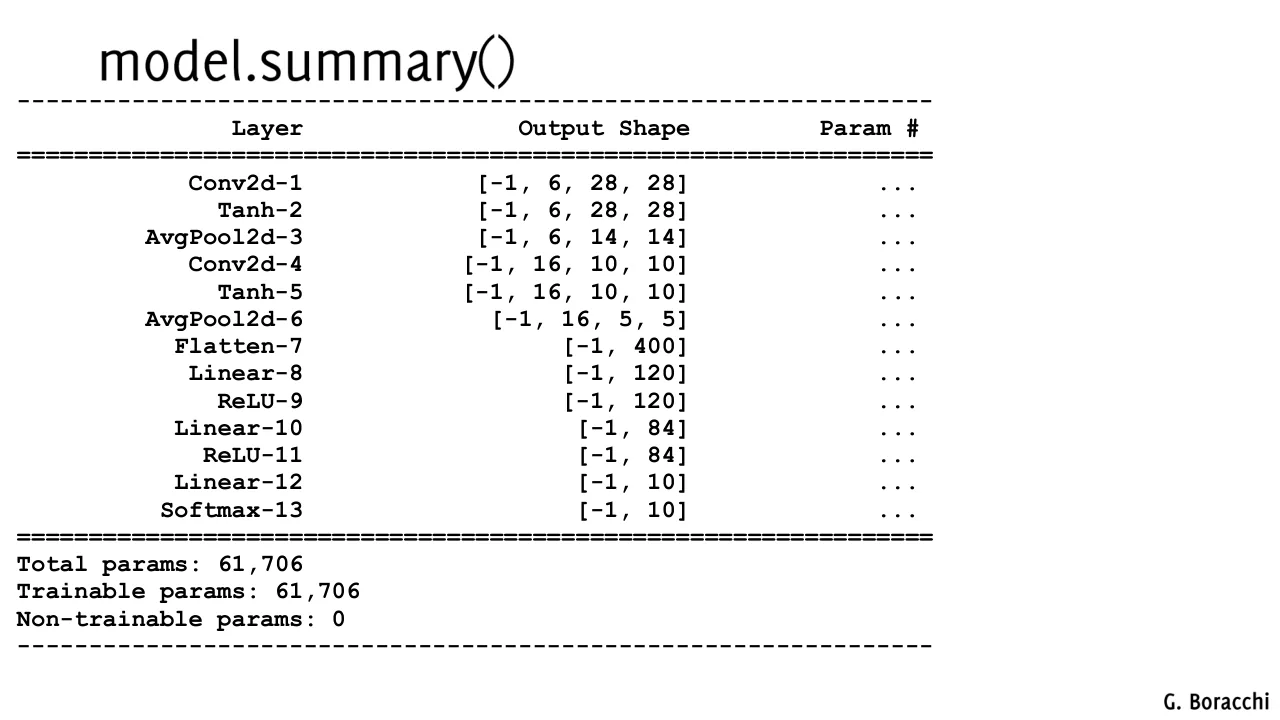 model.summary()
----------------------------------------------------------------
Layer Output Shape Param #
================================================================
Conv2d-1 [-1, 6, 28, 28] ...
Tanh-2 [-1, 6, 28, 28] ...
AvgPool2d-3 [-1, 6, 14, 14] ...
Conv2d-4 [-1, 16, 10, 10] ...
Tanh-5 [-1, 16, 10, 10] ...
AvgPool2d-6 [-1, 16, 5, 5] ...
Flatten-7 [-1, 400] ...
Linear-8 [-1, 120] ...
ReLU-9 [-1, 120] ...
Linear-10 [-1, 84] ...
ReLU-11 [-1, 84] ...
Linear-12 [-1, 10] ...
Softmax-13 [-1, 10] ...
================================================================
Total params: 61,706
Trainable params: 61,706
Non-trainable params: 0
----------------------------------------------------------------
G. Boracchi